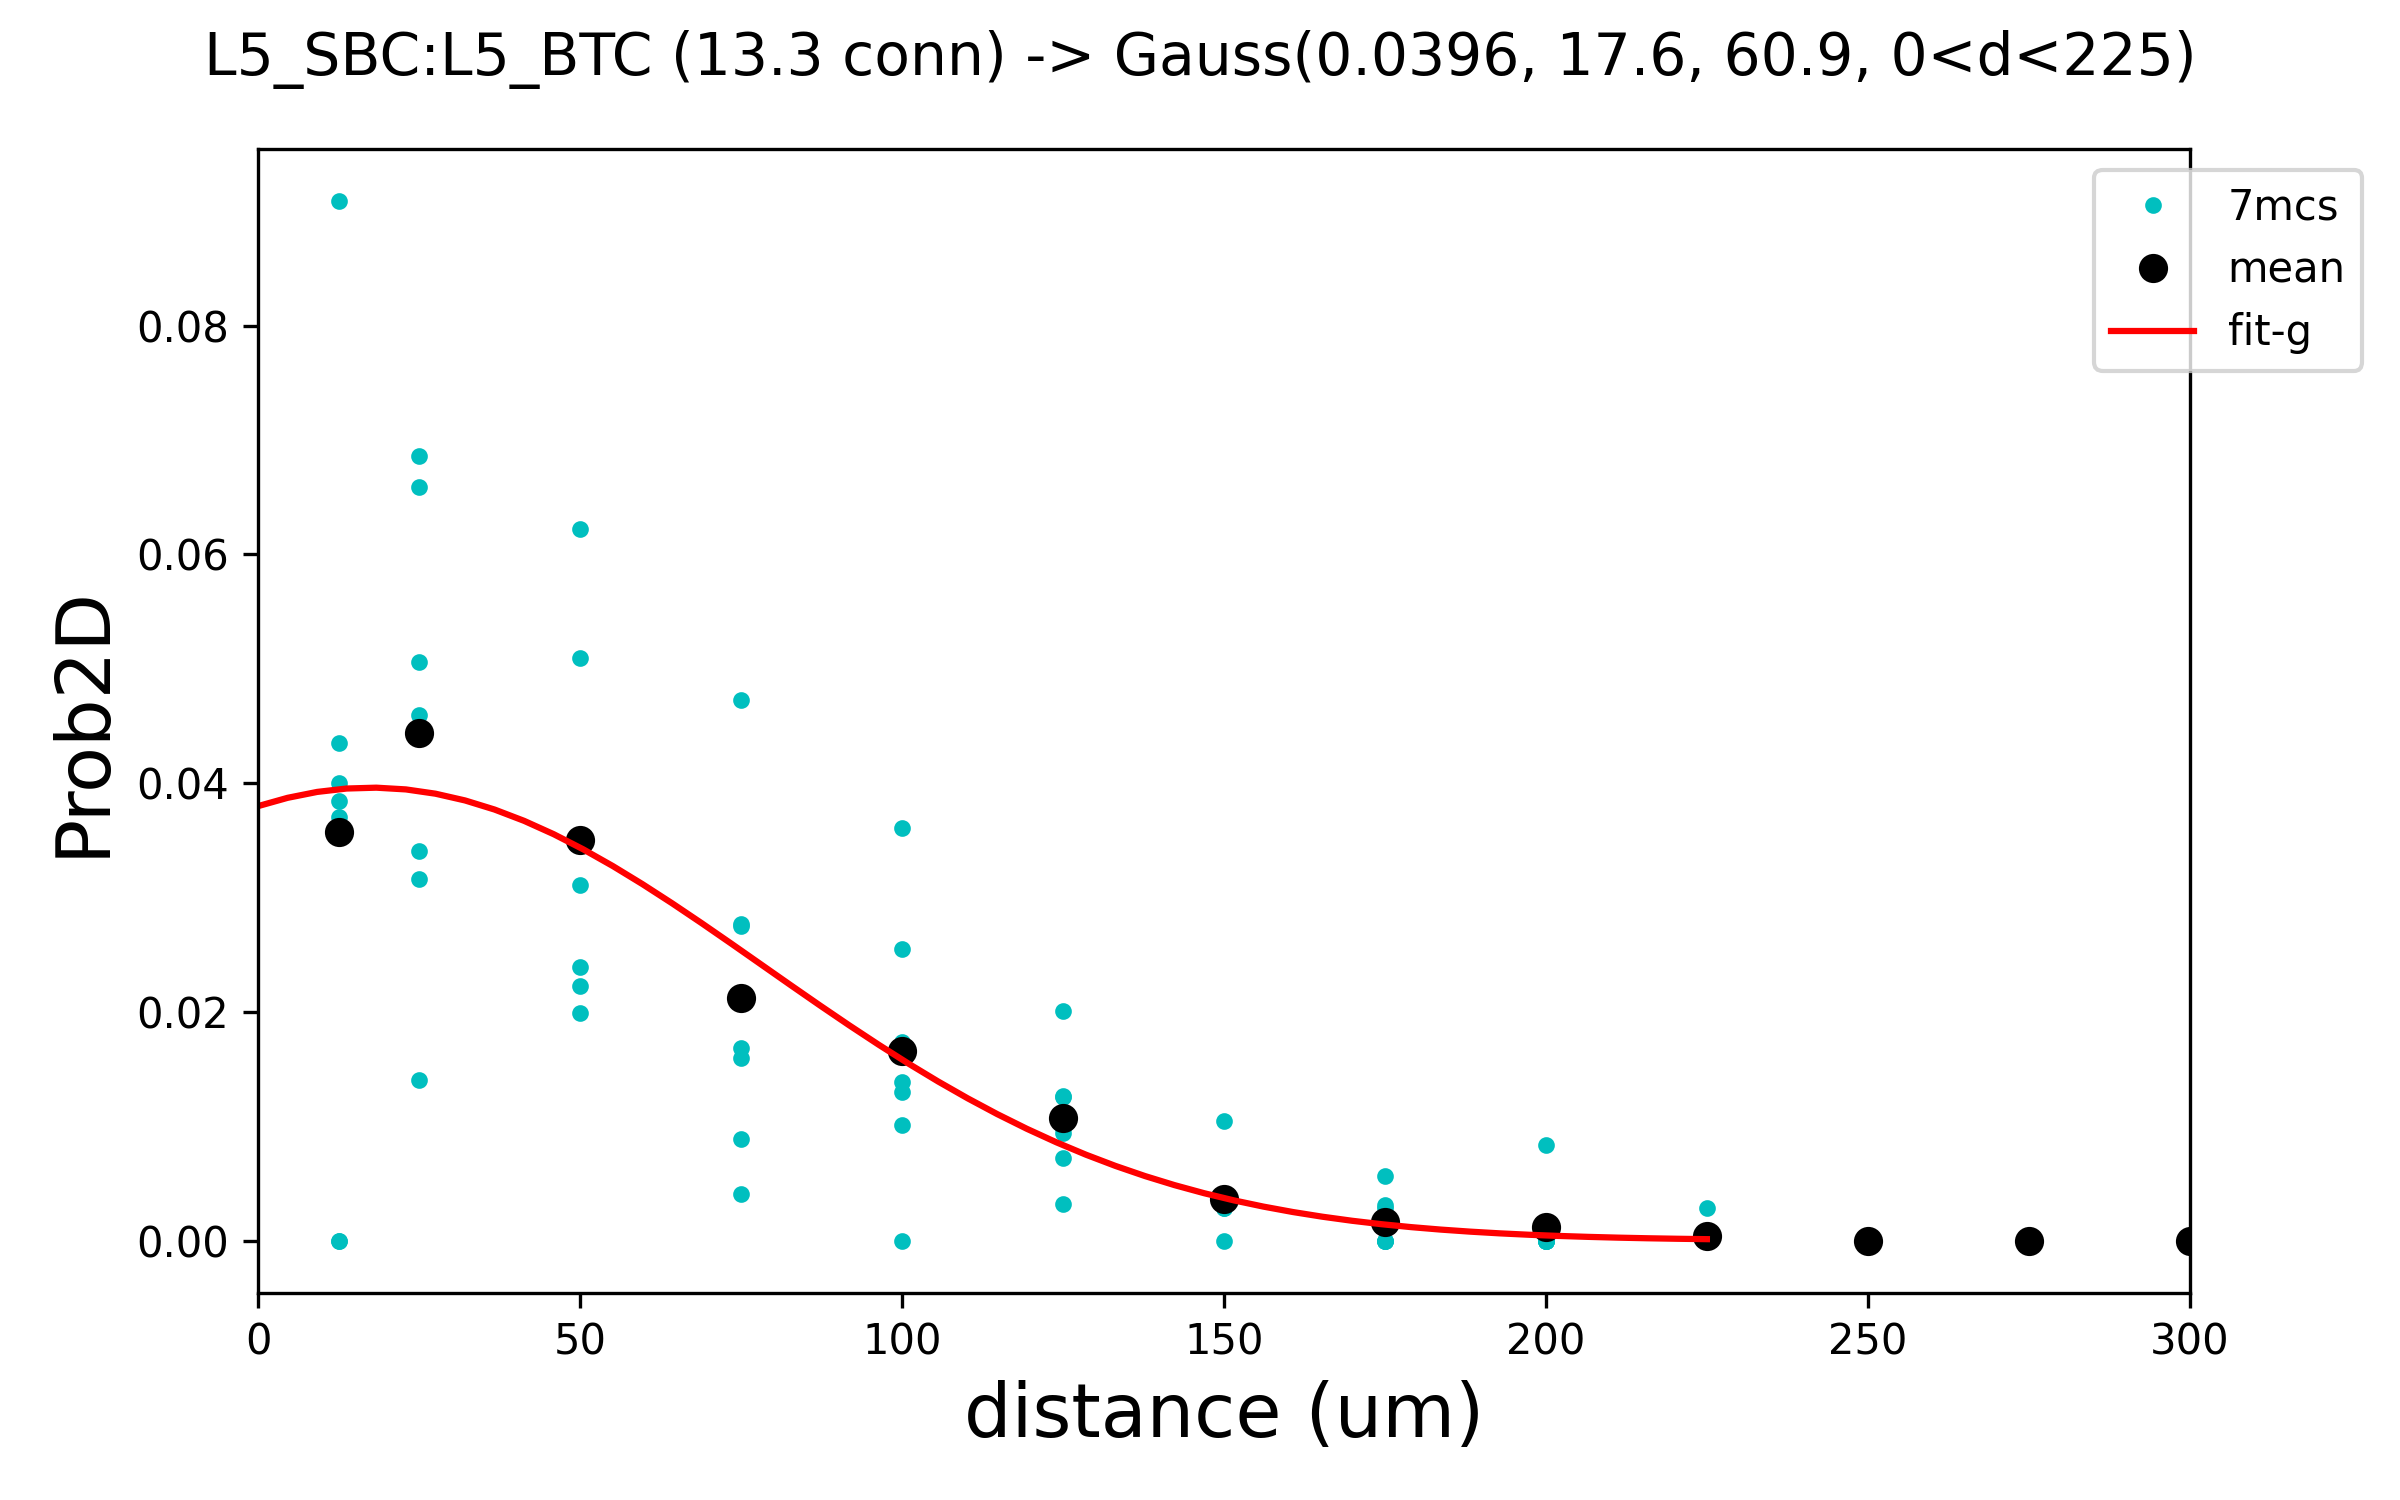 L5_SBC:L5_BTC (13.3 conn) -> Gauss(0.0396, 17.6, 60.9, 0<d<225)
7mcs
mean
fit-g
Prob2D
0.08
0.06
0.04
0.02
0.00
0
50
100
150
200
250
300
distance (um)